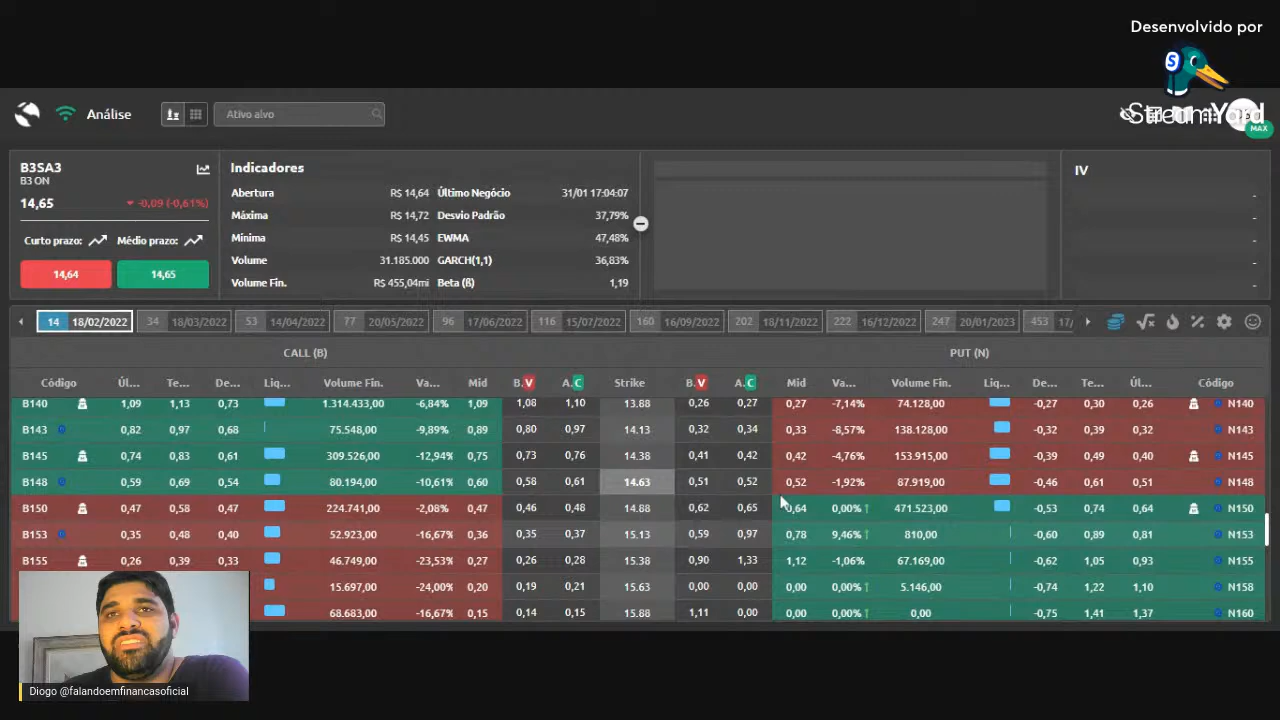 Desenvolvido por
StreamYard
Análise
Ativo alvo
MAX
B3SA3
B3 ON
14,65
-0,09 (-0,61%)
Curto prazo: Médio prazo:
14,64 14,65
Indicadores
Abertura R$ 14,64 Último Negócio 31/01 17:04:07
Máxima R$ 14,72 Desvio Padrão 37,79%
Mínima R$ 14,45 EWMA 47,48%
Volume 31.185.000 GARCH(1,1) 36,83%
Volume Fin. R$ 455,04mi Beta (ß) 1,19
IV
-
-
-
-
-
14 18/02/2022 34 18/03/2022 53 14/04/2022 77 20/05/2022 96 17/06/2022 116 15/07/2022 160 16/09/2022 202 18/11/2022 222 16/12/2022 247 20/01/2023 453 17/
CALL (B) PUT (N)
Código Úl... Te... De... Liq... Volume Fin. Va... Mid B.V A.C Strike B.V A.C Mid Va... Volume Fin. Liq... De... Te... Úl... Código
B140 1,09 1,13 0,73 1.314.433,00 -6,84% 1,09 1,08 1,10 13.88 0,26 0,27 0,27 -7,14% 74.128,00 -0,27 0,30 0,26 N140
B143 0,82 0,97 0,68 75.548,00 -9,89% 0,89 0,80 0,97 14.13 0,32 0,34 0,33 -8,57% 138.128,00 -0,32 0,39 0,32 N143
B145 0,74 0,83 0,61 309.526,00 -12,94% 0,75 0,73 0,76 14.38 0,41 0,42 0,42 -4,76% 153.915,00 -0,39 0,49 0,40 N145
B148 0,59 0,69 0,54 80.194,00 -10,61% 0,60 0,58 0,61 14.63 0,51 0,52 0,52 -1,92% 87.919,00 -0,46 0,61 0,51 N148
B150 0,47 0,58 0,47 224.741,00 -2,08% 0,47 0,46 0,48 14.88 0,62 0,65 0,64 0,00% 471.523,00 -0,53 0,74 0,64 N150
B153 0,35 0,48 0,40 52.923,00 -16,67% 0,36 0,35 0,37 15.13 0,59 0,97 0,78 9,46% 810,00 -0,60 0,89 0,81 N153
B155 0,26 0,39 0,33 46.749,00 -23,53% 0,27 0,26 0,28 15.38 0,90 1,33 1,12 -1,06% 67.169,00 -0,62 1,05 0,93 N155
15.697,00 -24,00% 0,20 0,19 0,21 15.63 0,00 0,00 0,00 0,00% 5.146,00 -0,74 1,22 1,10 N158
68.683,00 -16,67% 0,15 0,14 0,15 15.88 1,11 0,00 0,00 0,00% 0,00 -0,75 1,41 1,37 N160
Diogo @falandoemfinancasoficial